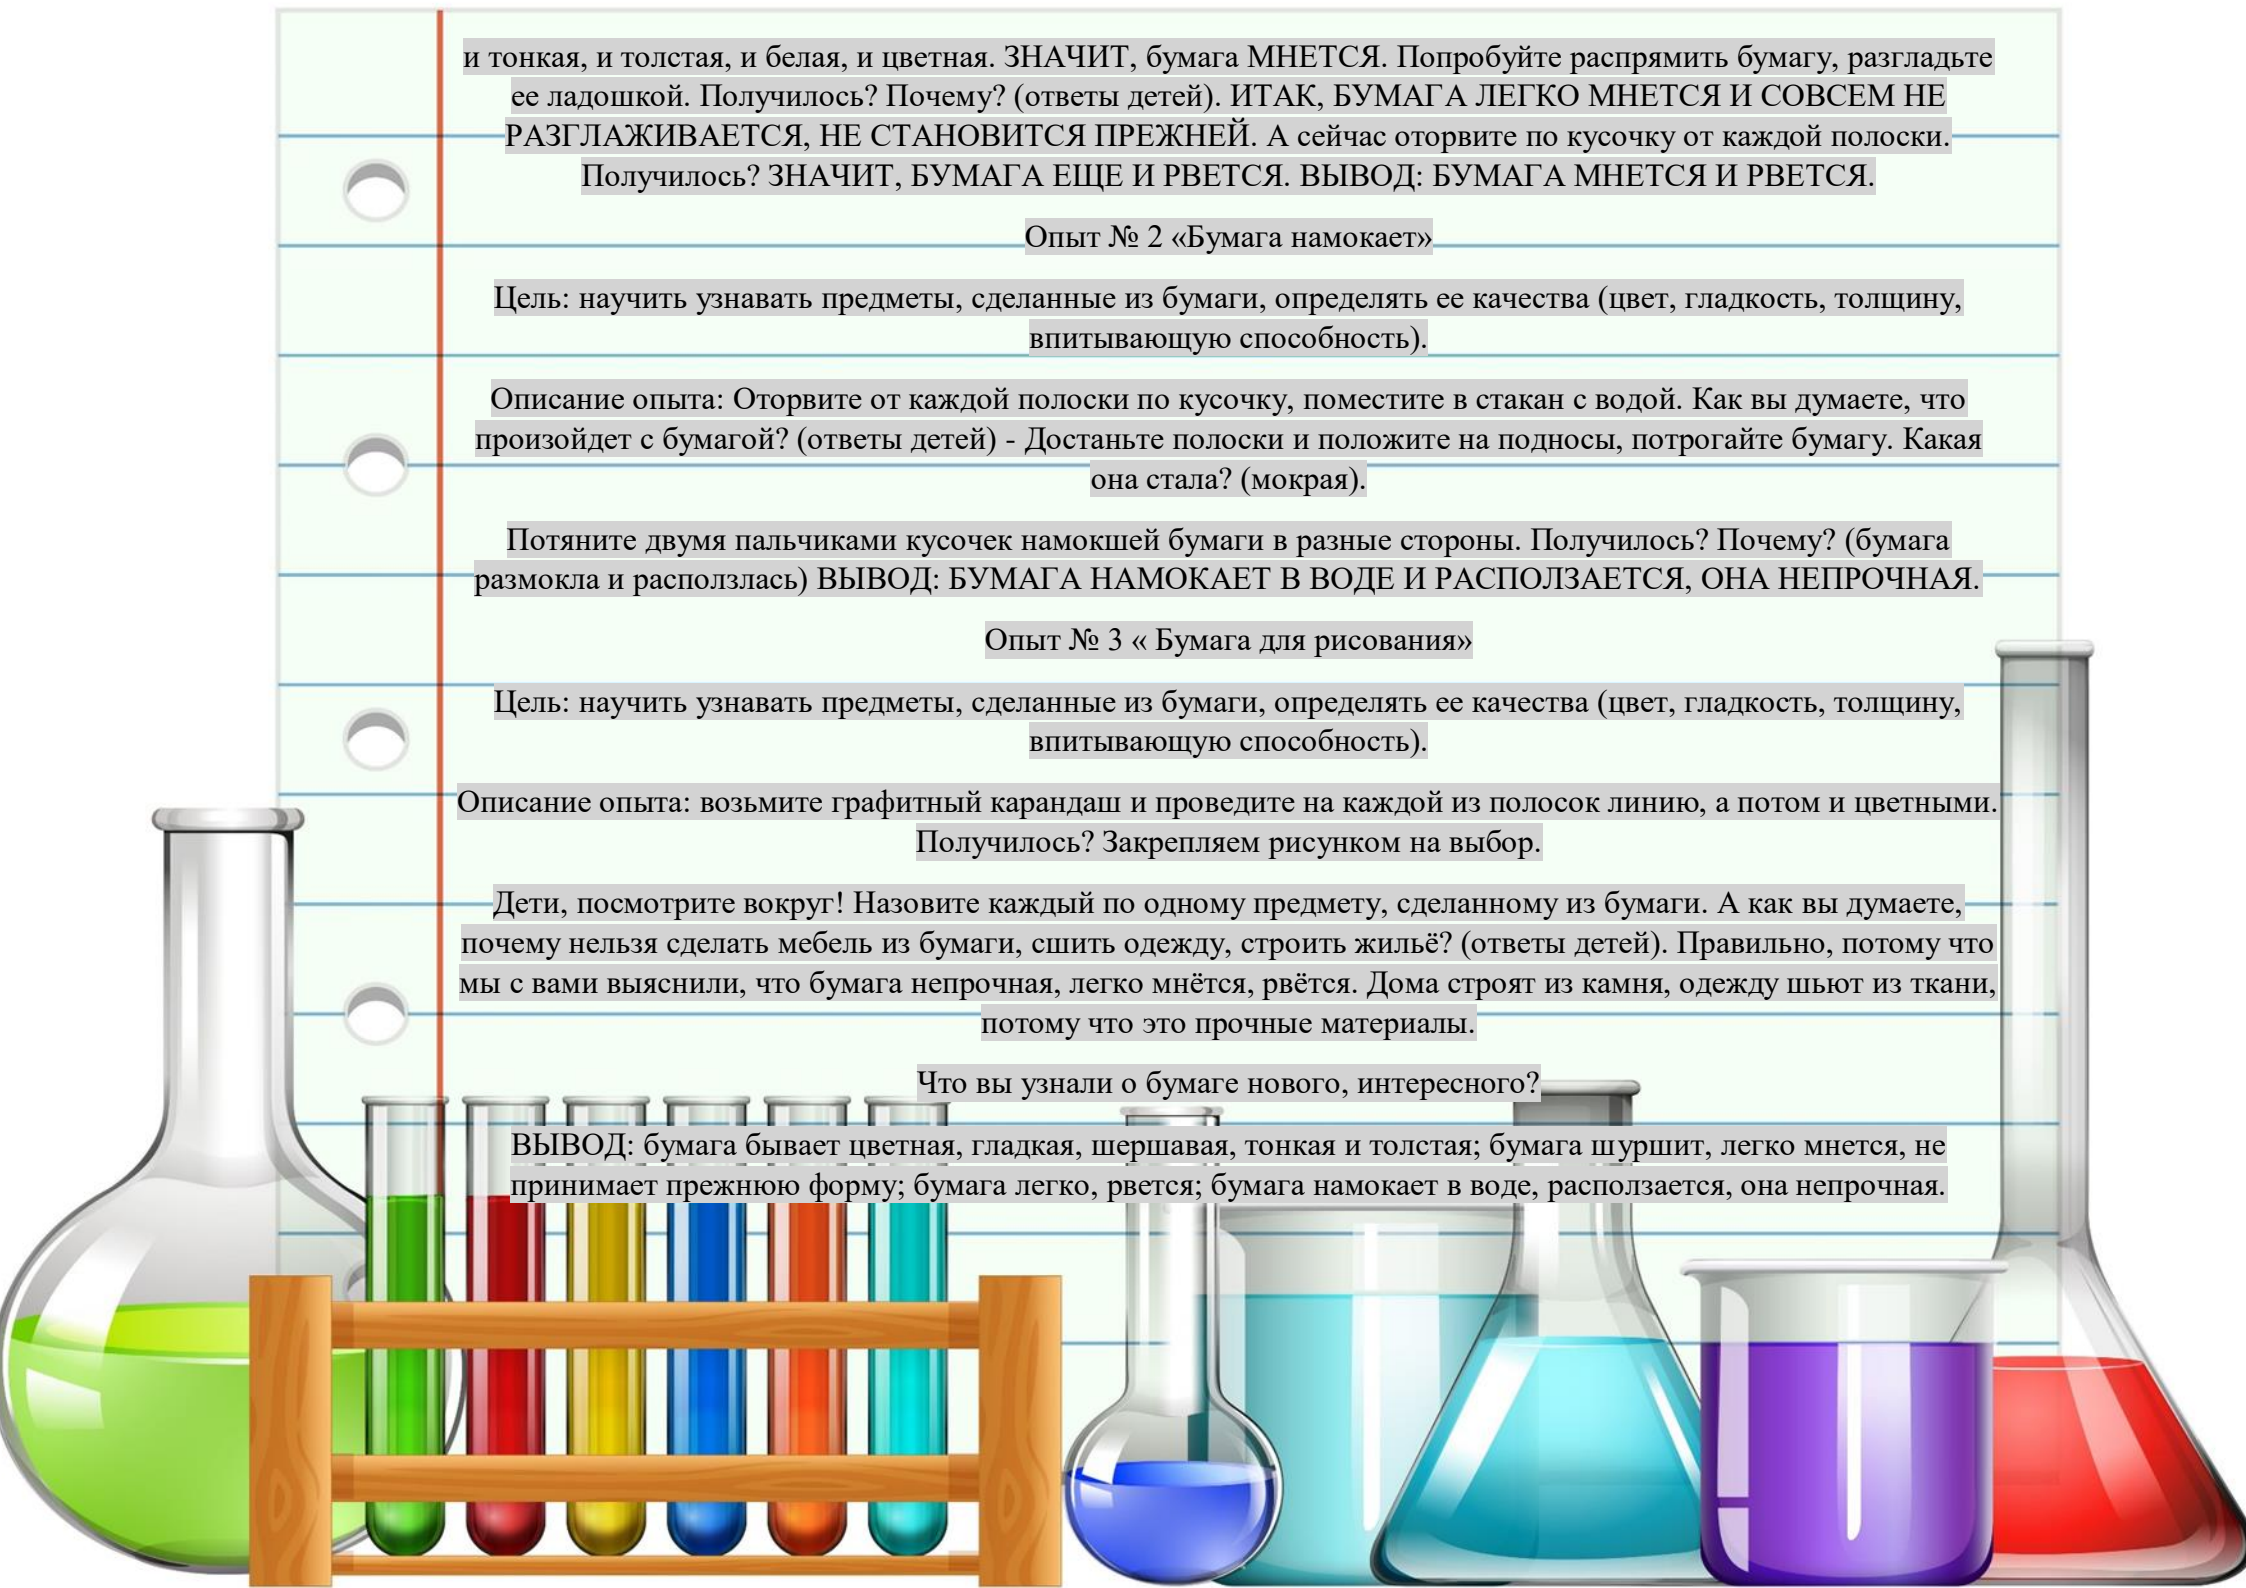 и тонкая, и толстая, и белая, и цветная. ЗНАЧИТ, бумага МНЕТСЯ. Попробуйте распрямить бумагу, разгладьте
ее ладошкой. Получилось? Почему? (ответы детей). ИТАК, БУМАГА ЛЕГКО МНЕТСЯ И СОВСЕМ НЕ
РАЗГЛАЖИВАЕТСЯ, НЕ СТАНОВИТСЯ ПРЕЖНЕЙ. А сейчас оторвите по кусочку от каждой полоски.
Получилось? ЗНАЧИТ, БУМАГА ЕЩЕ И РВЕТСЯ. ВЫВОД: БУМАГА МНЕТСЯ И РВЕТСЯ.
Опыт № 2 «Бумага намокает»
Цель: научить узнавать предметы, сделанные из бумаги, определять ее качества (цвет, гладкость, толщину,
впитывающую способность).
Описание опыта: Оторвите от каждой полоски по кусочку, поместите в стакан с водой. Как вы думаете, что
произойдет с бумагой? (ответы детей) - Достаньте полоски и положите на подносы, потрогайте бумагу. Какая
она стала? (мокрая).
Потяните двумя пальчиками кусочек намокшей бумаги в разные стороны. Получилось? Почему? (бумага
размокла и расползлась) ВЫВОД: БУМАГА НАМОКАЕТ В ВОДЕ И РАСПОЛЗАЕТСЯ, ОНА НЕПРОЧНАЯ.
Опыт № 3 « Бумага для рисования»
Цель: научить узнавать предметы, сделанные из бумаги, определять ее качества (цвет, гладкость, толщину,
впитывающую способность).
Описание опыта: возьмите графитный карандаш и проведите на каждой из полосок линию, а потом и цветными.
Получилось? Закрепляем рисунком на выбор.
Дети, посмотрите вокруг! Назовите каждый по одному предмету, сделанному из бумаги. А как вы думаете,
почему нельзя сделать мебель из бумаги, сшить одежду, строить жильё? (ответы детей). Правильно, потому что
мы с вами выяснили, что бумага непрочная, легко мнётся, рвётся. Дома строят из камня, одежду шьют из ткани,
потому что это прочные материалы.
Что вы узнали о бумаге нового, интересного?
ВЫВОД: бумага бывает цветная, гладкая, шершавая, тонкая и толстая; бумага шуршит, легко мнется, не
принимает прежнюю форму; бумага легко, рвется; бумага намокает в воде, расползается, она непрочная.